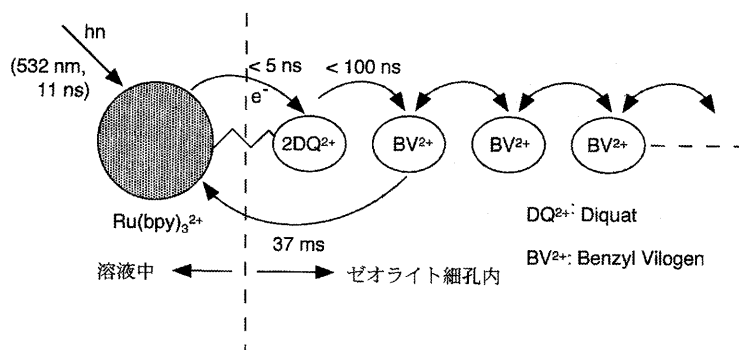 hn
(532 nm,
11 ns)
< 5 ns
e⁻
< 100 ns
2DQ²⁺
BV²⁺
BV²⁺
BV²⁺
Ru(bpy)₃²⁺
37 ms
DQ²⁺: Diquat
BV²⁺: Benzyl Vilogen
溶液中
ゼオライト細孔内